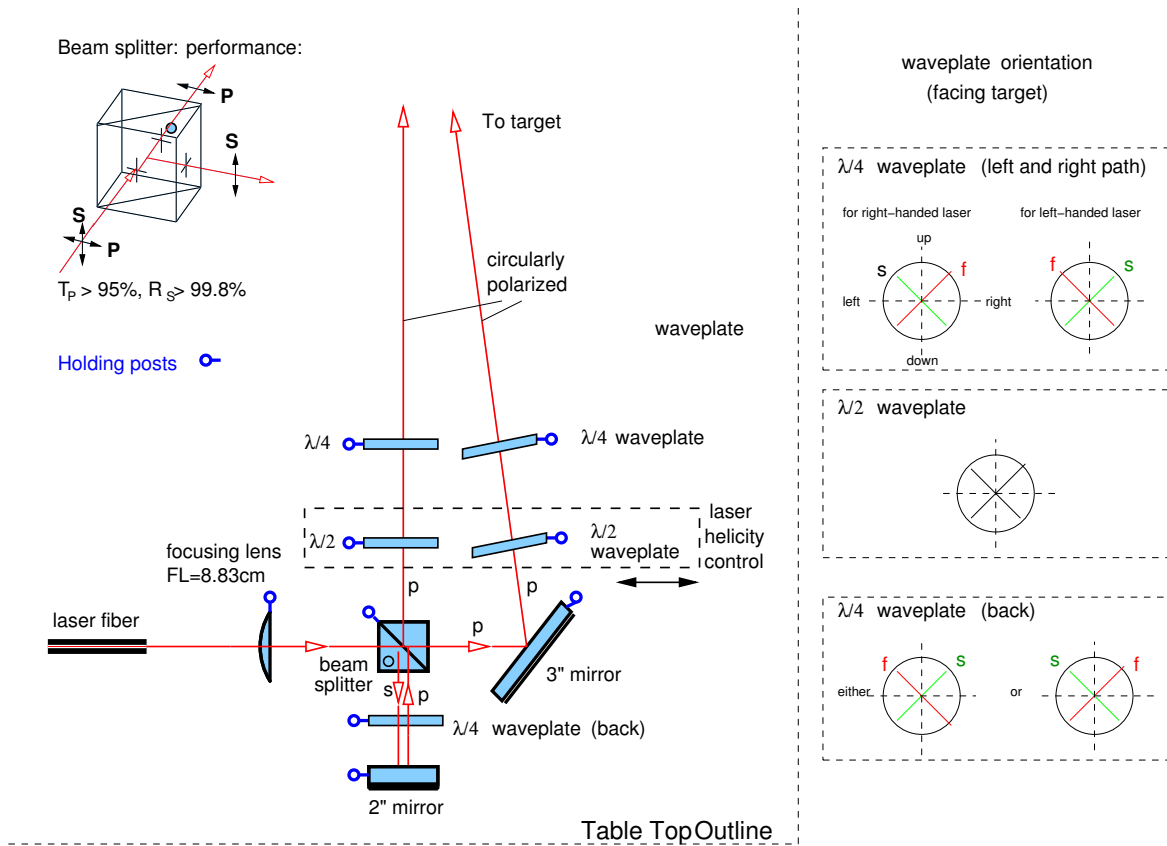 Beam splitter: performance:
P
S
S
P
T_P > 95%, R_S > 99.8%
Holding posts
To target
circularly
polarized
waveplate
λ/4
λ/4 waveplate
λ/2
λ/2
waveplate
laser
helicity
control
focusing lens
FL=8.83cm
p
p
laser fiber
p
beam
splitter
3" mirror
s
p
λ/4 waveplate (back)
2" mirror
Table Top Outline
waveplate orientation
(facing target)
λ/4 waveplate (left and right path)
for right-handed laser
for left-handed laser
up
s
f
f
s
left
right
down
λ/2 waveplate
λ/4 waveplate (back)
f
s
s
f
either
or